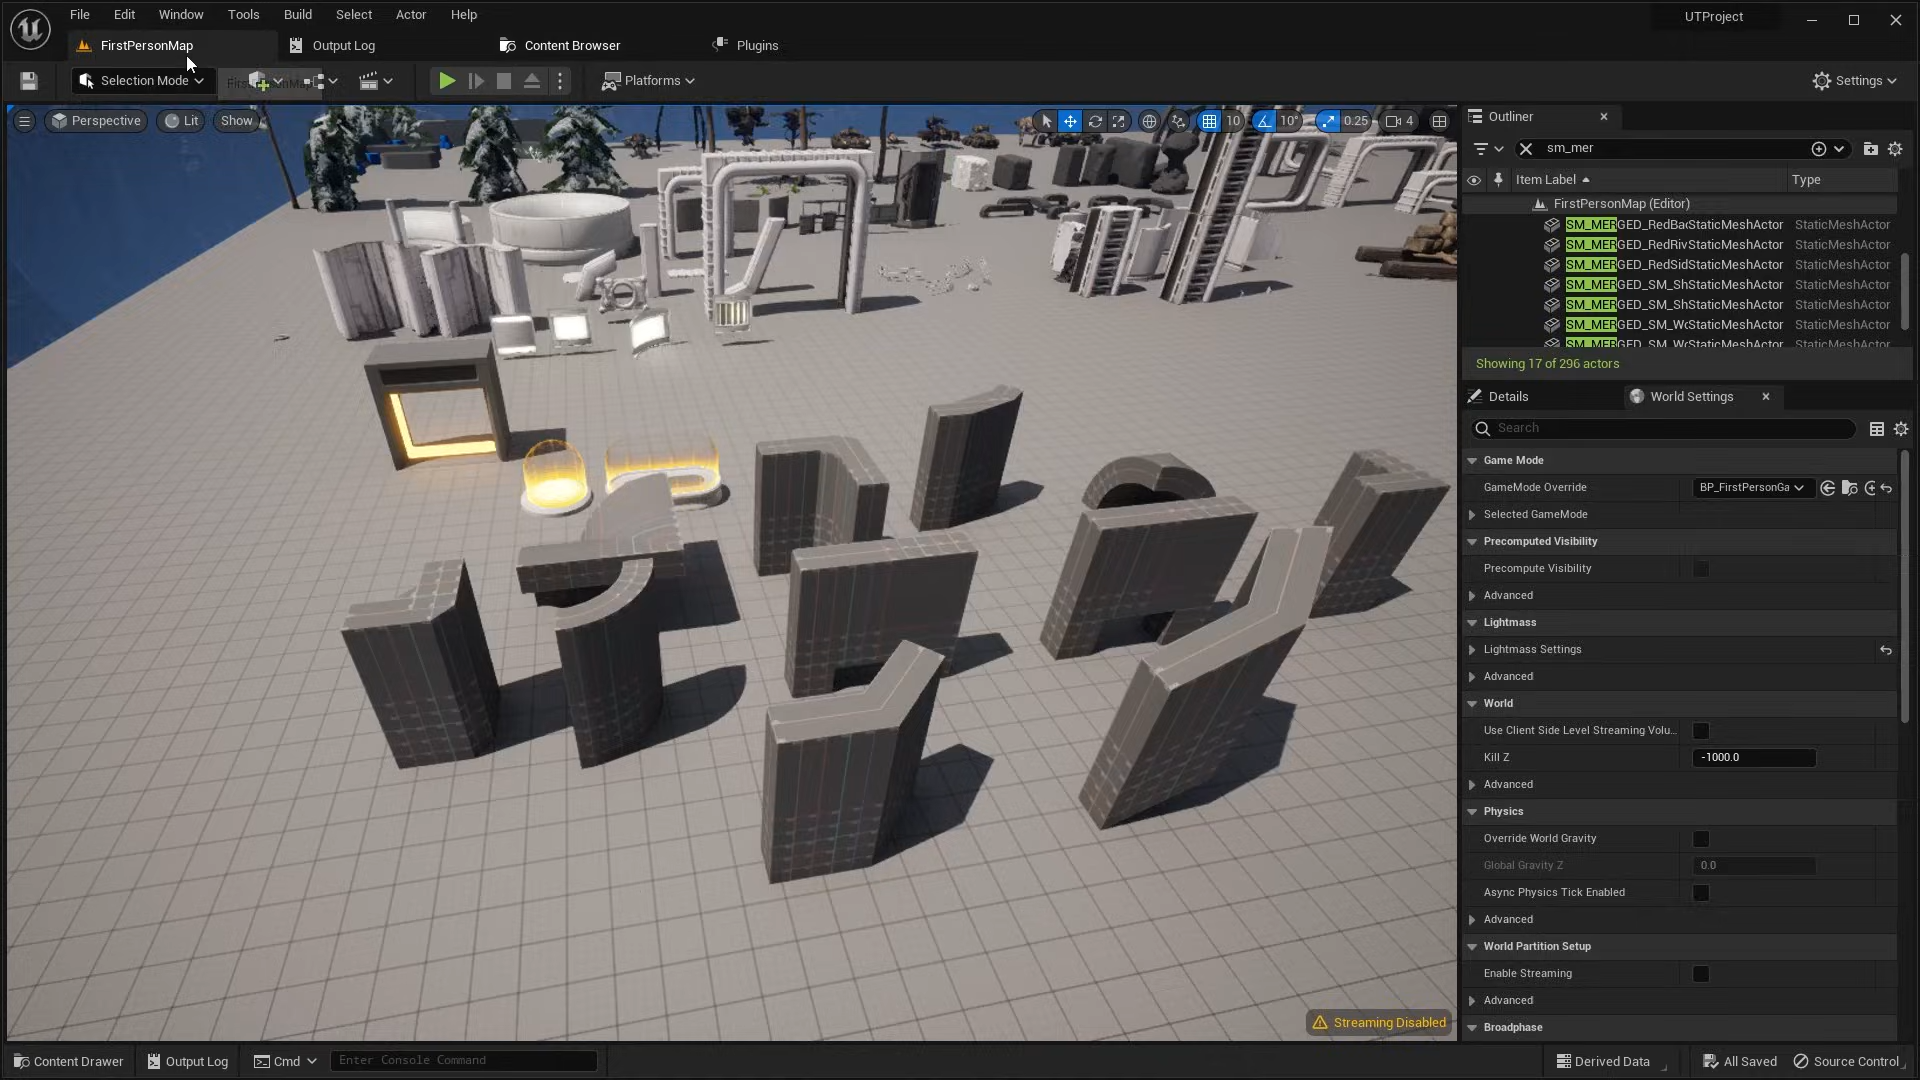 File Edit Window Tools Build Select Actor Help
UTProject
FirstPersonMap Output Log Content Browser Plugins
Selection Mode Platforms Settings
Perspective Lit Show 10 10° 0.25 4
Outliner
sm_mer
Item Label Type
FirstPersonMap (Editor)
SM_MERGED_RedBacStaticMeshActor StaticMeshActor
SM_MERGED_RedRivStaticMeshActor StaticMeshActor
SM_MERGED_RedSidStaticMeshActor StaticMeshActor
SM_MERGED_SM_ShStaticMeshActor StaticMeshActor
SM_MERGED_SM_ShStaticMeshActor StaticMeshActor
SM_MERGED_SM_WoStaticMeshActor StaticMeshActor
SM_MERGED_SM_WoStaticMeshActor StaticMeshActor
Showing 17 of 296 actors
Details World Settings
Search
Game Mode
GameMode Override BP_FirstPersonGa
Selected GameMode
Precomputed Visibility
Precompute Visibility
Advanced
Lightmass
Lightmass Settings
Advanced
World
Use Client Side Level Streaming Volu...
Kill Z -1000.0
Advanced
Physics
Override World Gravity
Global Gravity Z 0.0
Async Physics Tick Enabled
Advanced
World Partition Setup
Enable Streaming
Advanced
Broadphase
Streaming Disabled
Content Drawer Output Log Cmd Enter Console Command Derived Data All Saved Source Control